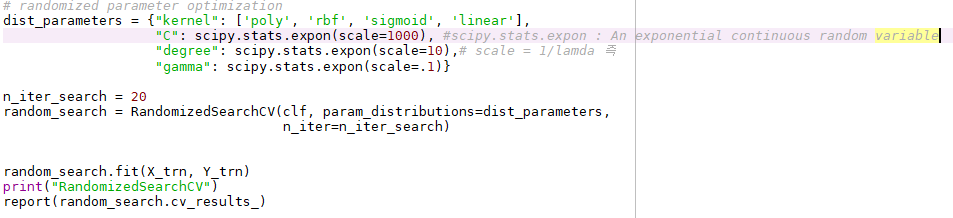 # randomized parameter optimization
dist_parameters = {"kernel": ['poly', 'rbf', 'sigmoid', 'linear'],
"C": scipy.stats.expon(scale=1000), #scipy.stats.expon : An exponential continuous random variable
"degree": scipy.stats.expon(scale=10),# scale = 1/lamda 즉
"gamma": scipy.stats.expon(scale=.1)}
n_iter_search = 20
random_search = RandomizedSearchCV(clf, param_distributions=dist_parameters,
n_iter=n_iter_search)
random_search.fit(X_trn, Y_trn)
print("RandomizedSearchCV")
report(random_search.cv_results_)